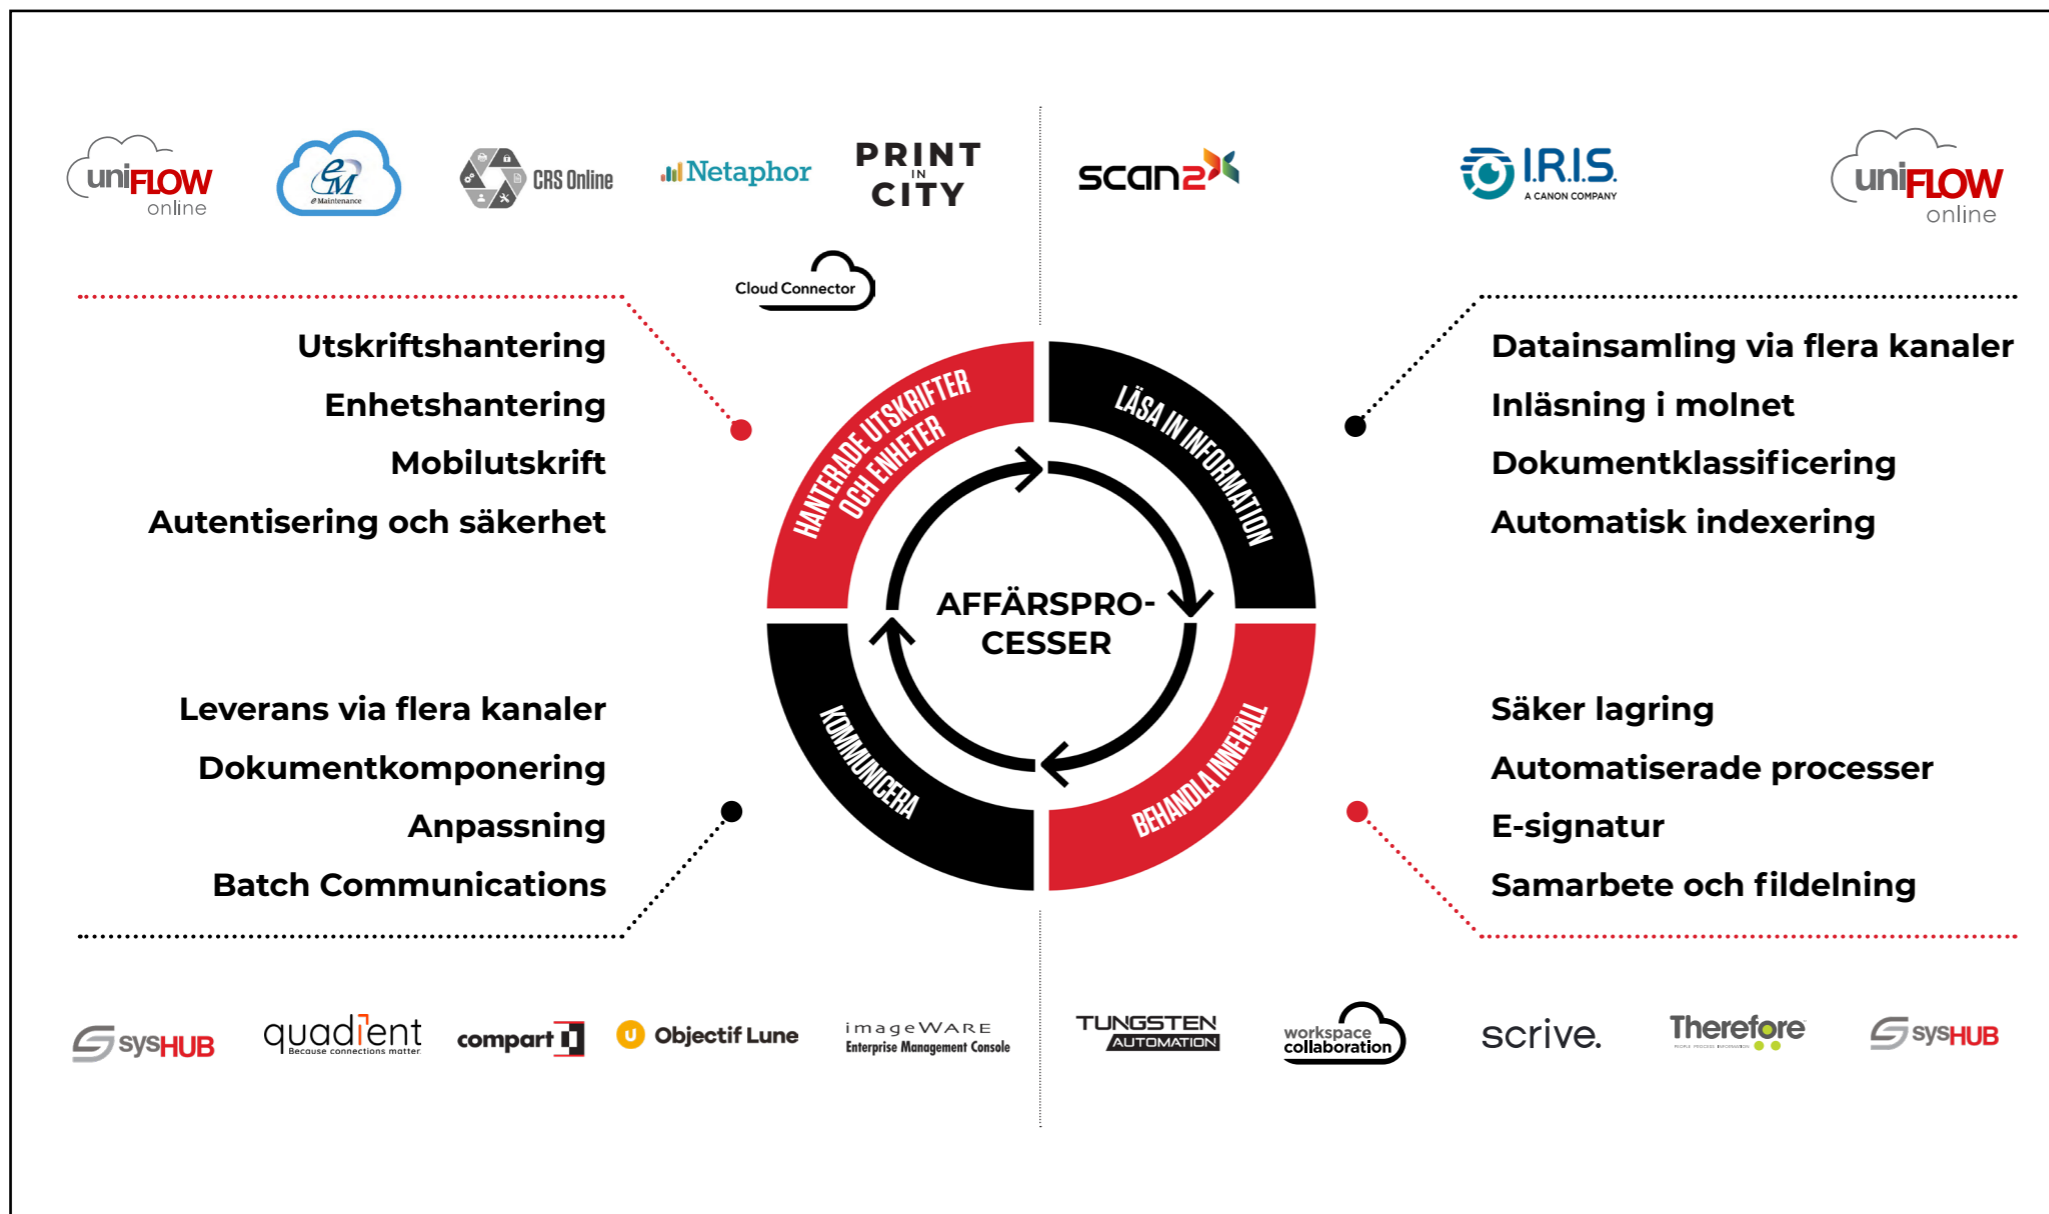 uniFLOW
online
eM
e Maintenance
CRS Online
Netaphor
PRINT
IN
CITY
Cloud Connector
scan2x
I.R.I.S.
A CANON COMPANY
uniFLOW
online
Utskriftshantering
Enhetshantering
Mobilutskrift
Autentisering och säkerhet
Datainsamling via flera kanaler
Inläsning i molnet
Dokumentklassificering
Automatisk indexering
HANTERADE UTSKRIFTER
OCH ENHETER
LÄSA IN INFORMATION
AFFÄRSPRO-
CESSER
KOMMUNICERA
BEHANDLA INNEHÅLL
Leverans via flera kanaler
Dokumentkomponering
Anpassning
Batch Communications
Säker lagring
Automatiserade processer
E-signatur
Samarbete och fildelning
sysHUB
quadient
Because connections matter.
compart
Objectif Lune
imageWARE
Enterprise Management Console
TUNGSTEN
AUTOMATION
workspace
collaboration
scrive.
Therefore
PEOPLE PROCESS INFORMATION
sysHUB